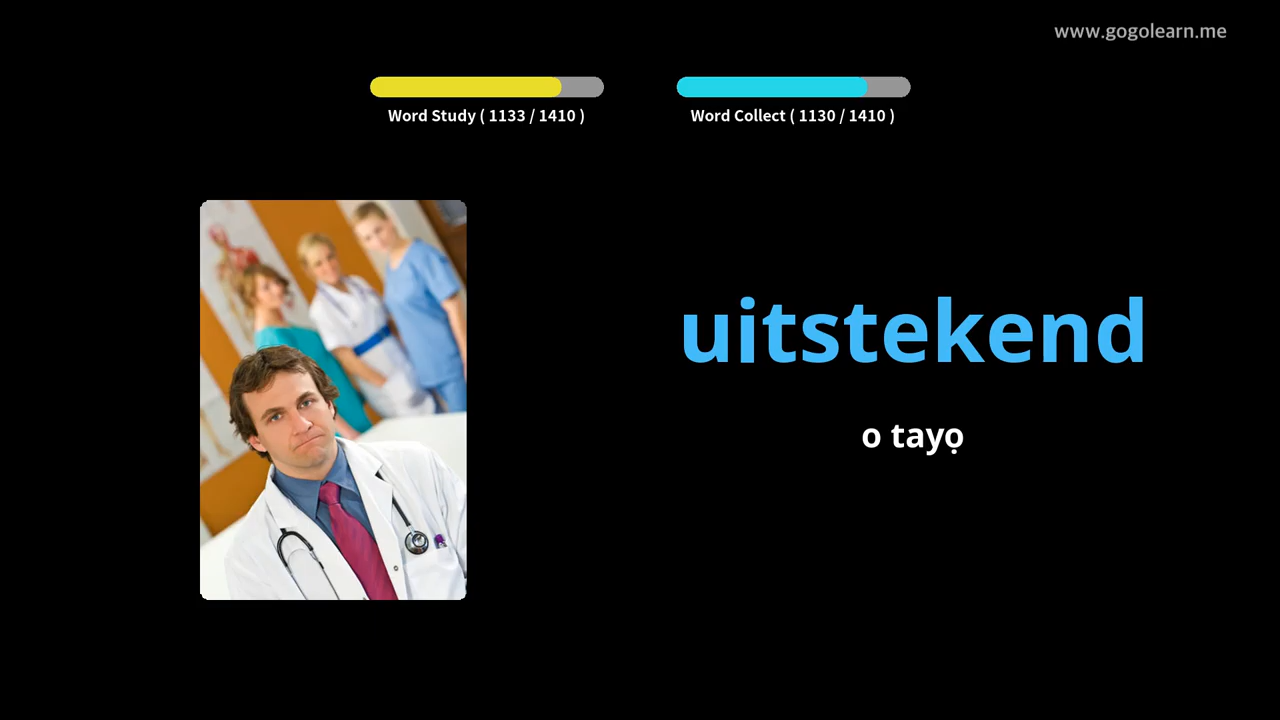 www.gogolearn.me
Word Study ( 1133 / 1410 )
Word Collect ( 1130 / 1410 )
uitstekend
o tayọ